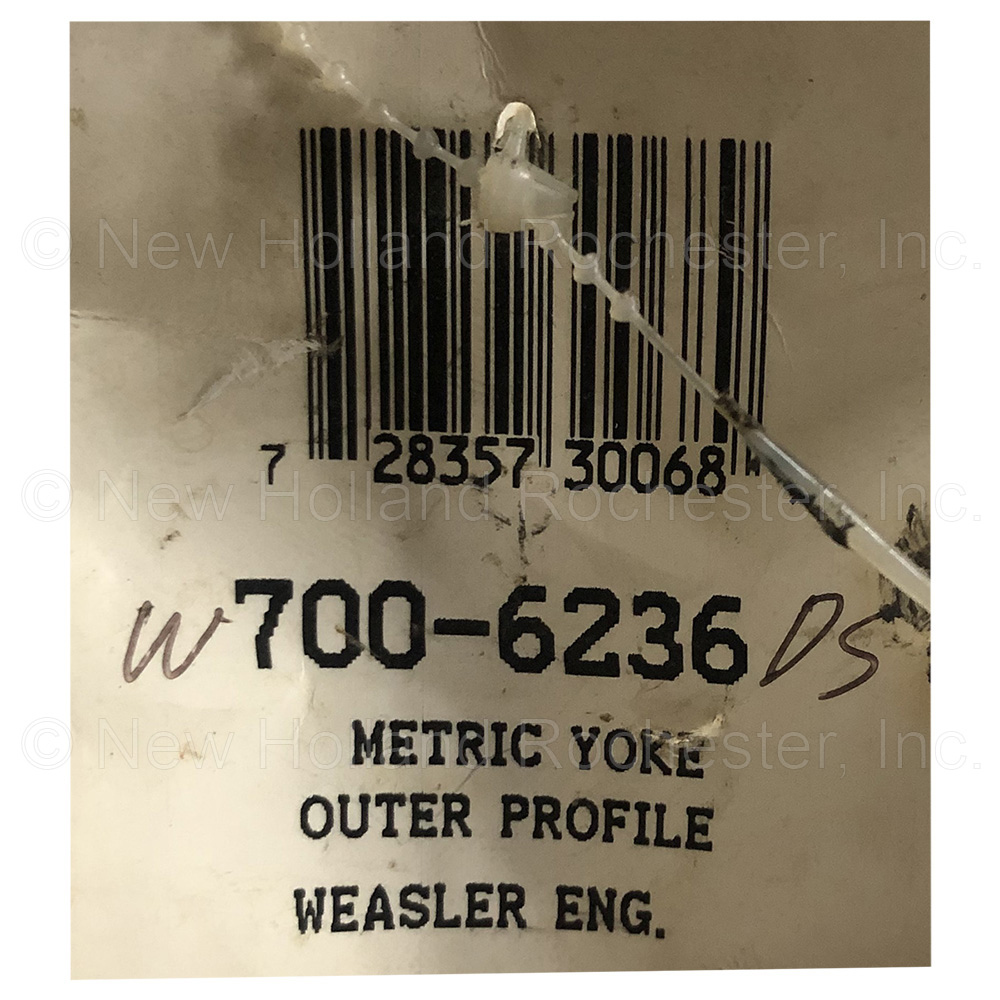 © New Holland Rochester, Inc.
7 28357 30068
© New Holland Rochester, Inc.
W 700-6236 DS
© New Holland Rochester, Inc.
METRIC YOKE
OUTER PROFILE
WEASLER ENG.